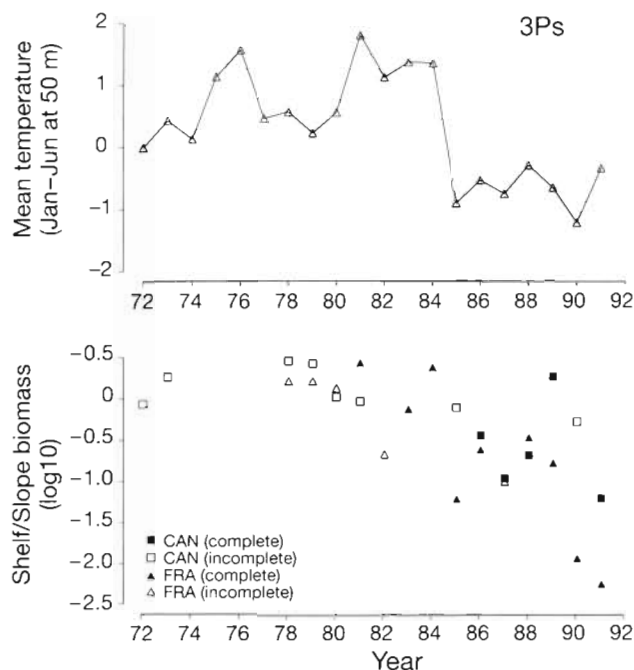 3Ps
Mean temperature
(Jan-Jun at 50 m)
2
1
0
-1
-2
72 74 76 78 80 82 84 86 88 90 92
Shelf/Slope biomass
(log10)
-0.5
0
-0.5
-1.0
-1.5
-2.0
-2.5
CAN (complete)
CAN (incomplete)
FRA (complete)
FRA (incomplete)
72 74 76 78 80 82 84 86 88 90 92
Year